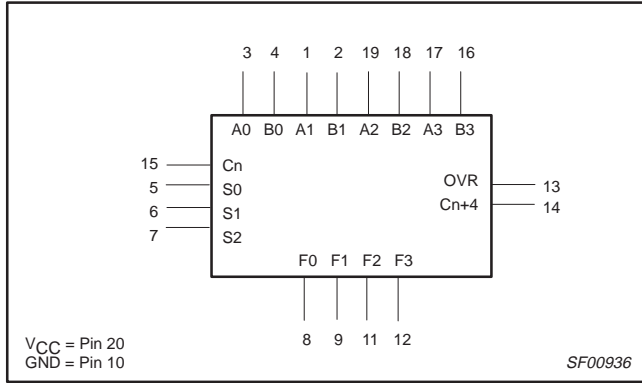 3 4 1 2 19 18 17 16
A0 B0 A1 B1 A2 B2 A3 B3
15 Cn
5 S0
OVR 13
6 S1
Cn+4 14
7 S2
F0 F1 F2 F3
8 9 11 12
VCC = Pin 20
GND = Pin 10
SF00936